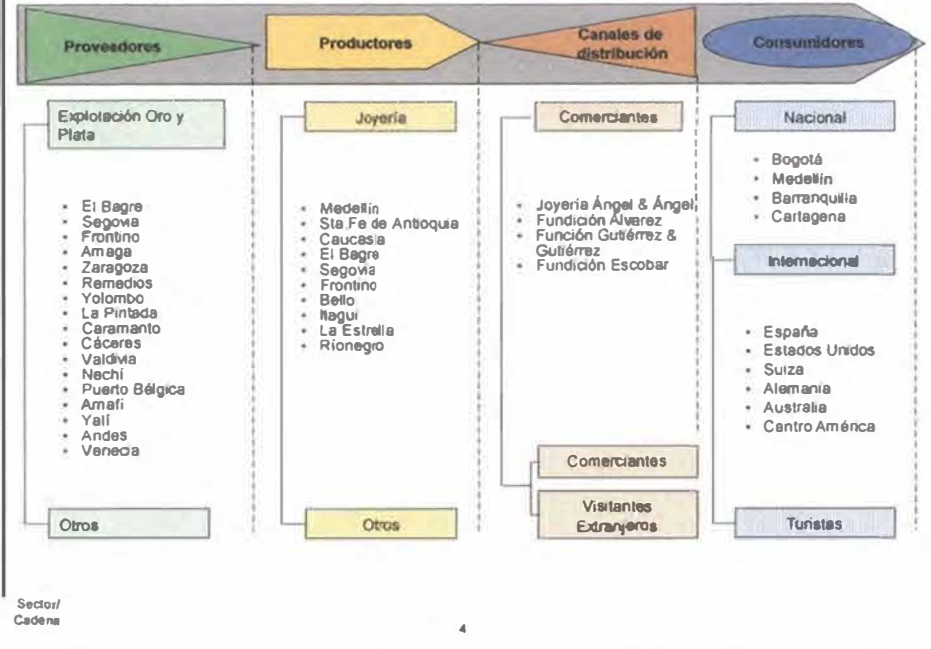 Proveedores
Productores
Canales de
distribución
Consumidores
Explotación Oro y
Plata
El Bagre
Segovia
Frontino
Amaga
Zaragoza
Remedios
Yolombo
La Pintada
Caramanto
Cáceres
Valdivia
Nechí
Puerto Bélgica
Amafi
Yalí
Andes
Venecia
Otros
Joyería
Medellín
Sta.Fe de Antioquia
Caucasia
El Bagre
Segovia
Frontino
Bello
Itagui
La Estrella
Ríonegro
Otros
Comerciantes
Joyería Ángel & Ángel
Fundición Álvarez
Función Gutiérrez &
Gutiérrez
Fundición Escobar
Comerciantes
Visitantes
Extranjeros
Nacional
Bogotá
Medellín
Barranquilla
Cartagena
Internacional
España
Estados Unidos
Suiza
Alemania
Australia
Centro América
Turistas
Sector/
Cadena
4